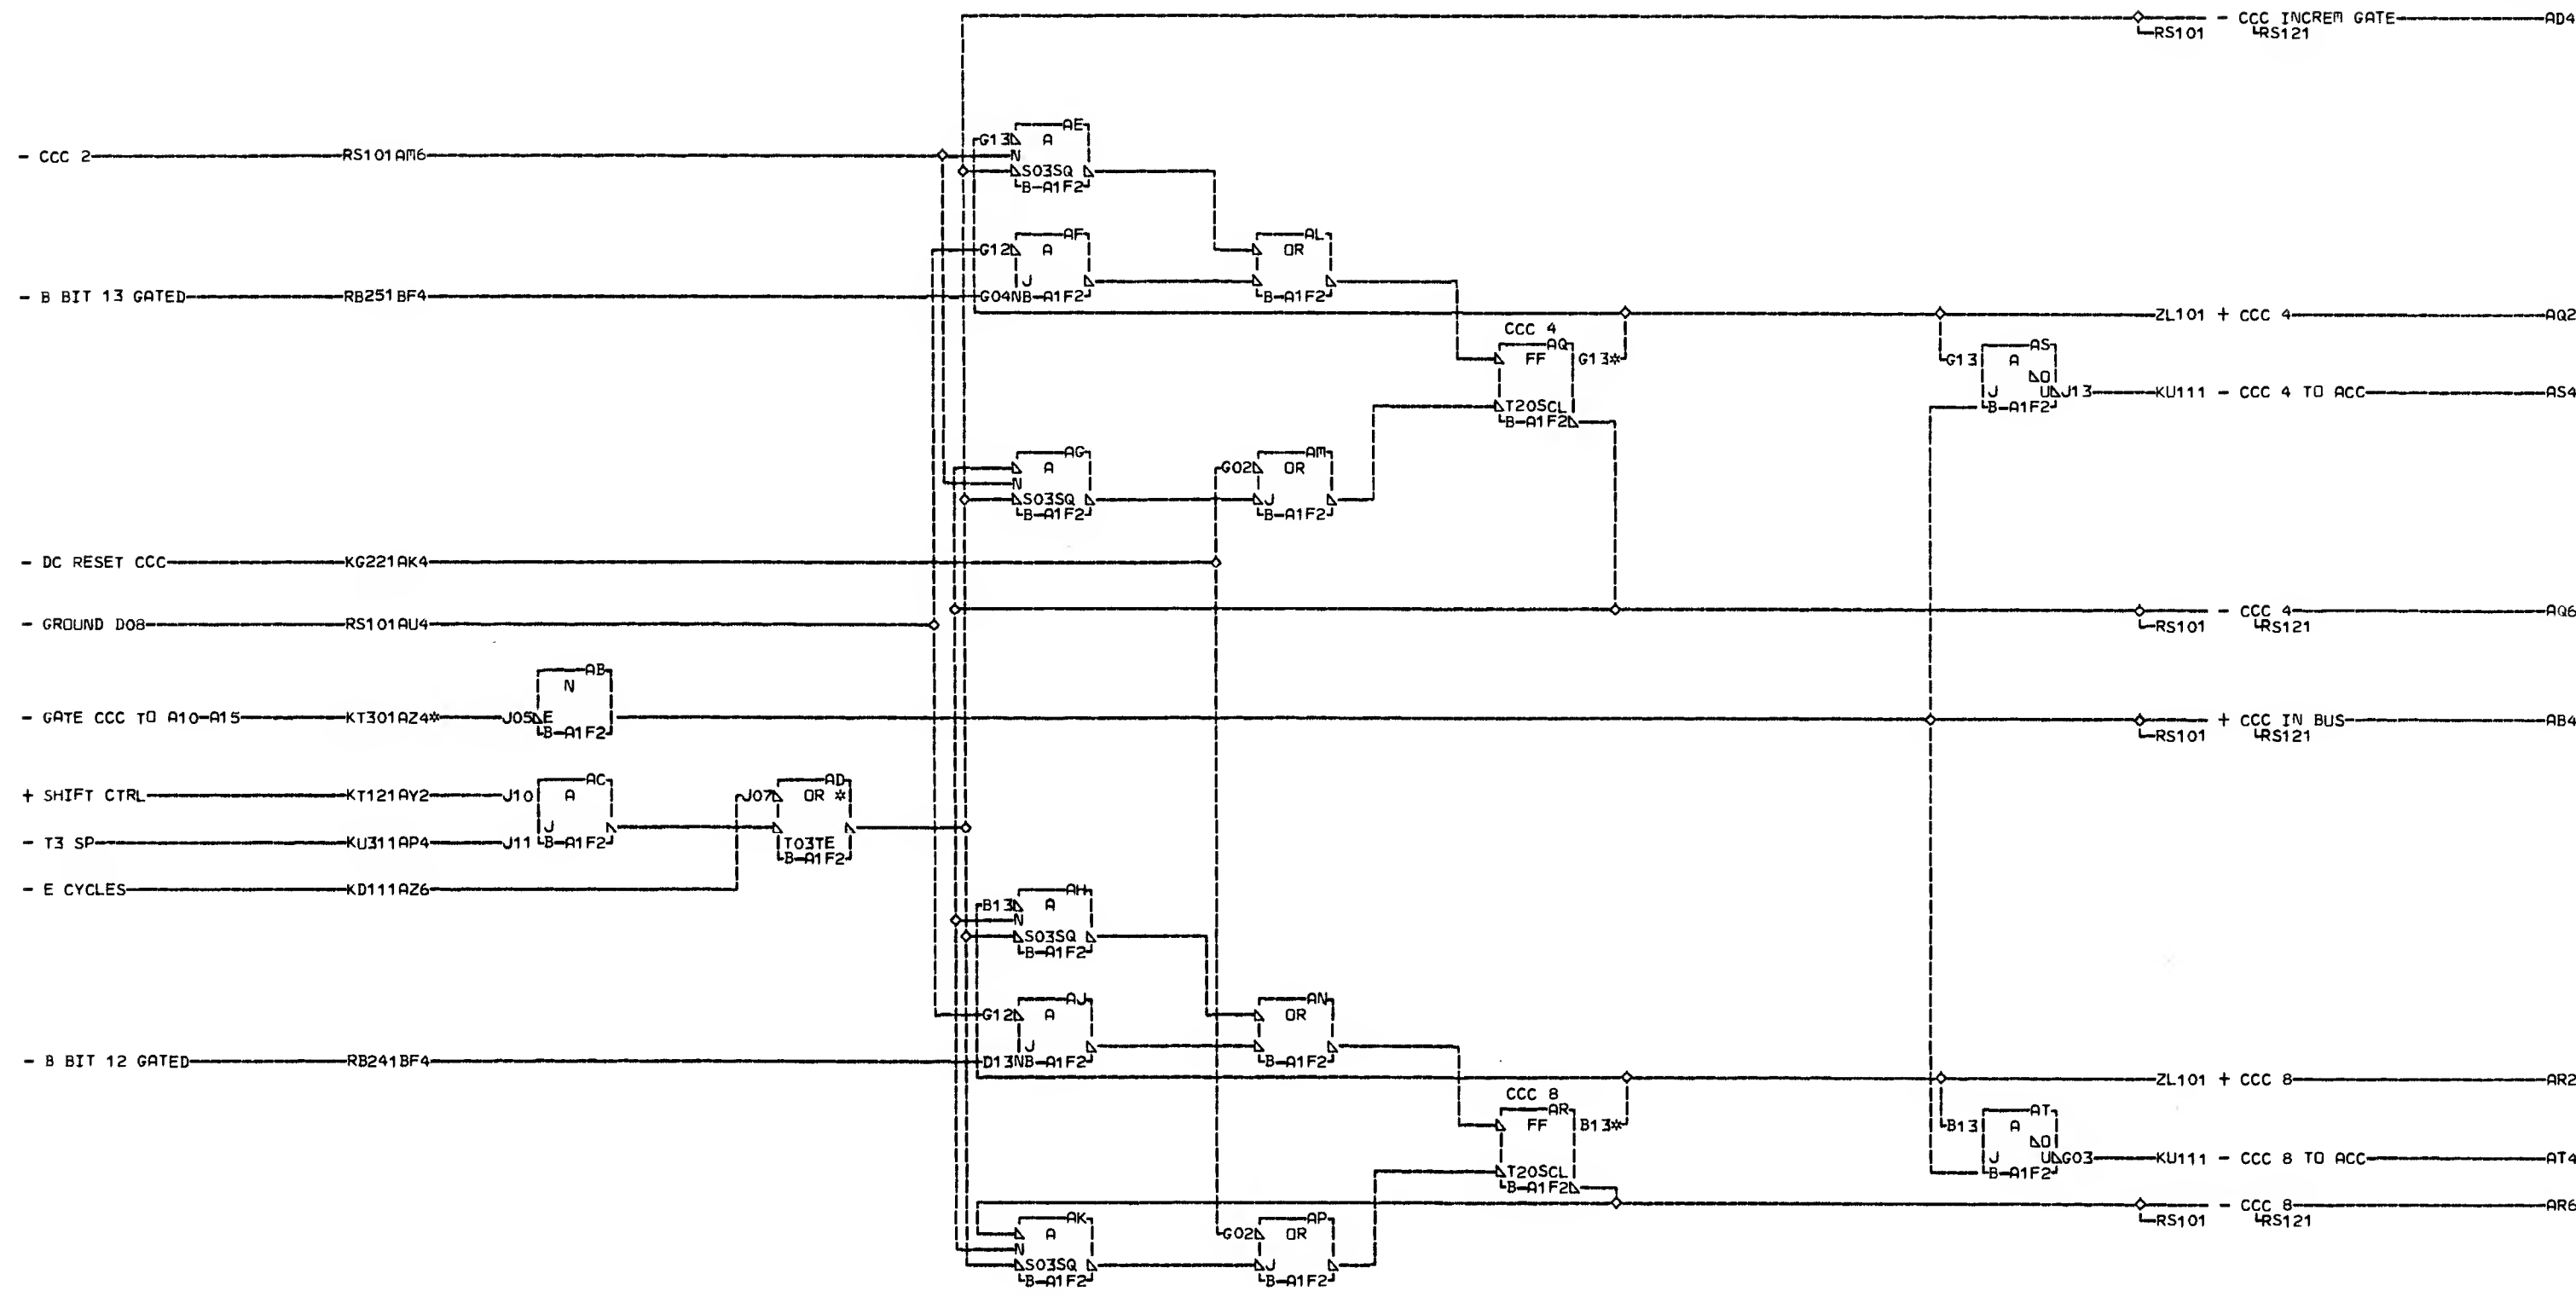 - CCC INCREM GATE AD4
RS101 RS121
AE
G13 A
- CCC 2 RS101AM6 N
S03SQ
B-A1F2
AF AL
G12 A OR
J
- B BIT 13 GATED RB251BF4 G04NB-A1F2 B-A1F2
ZL101 + CCC 4 AQ2
CCC 4
AQ AS
FF G13* G13 A
O
J U J13 KU111 - CCC 4 TO ACC AS4
T20SCL B-A1F2
B-A1F2
AG AM
A G02 OR
N
S03SQ J
B-A1F2 B-A1F2
- DC RESET CCC KG221AK4
- CCC 4 AQ6
- GROUND D08 RS101AU4 RS101 RS121
AB
N
- GATE CCC TO A10-A15 KT301AZ4* J05 E + CCC IN BUS AB4
B-A1F2 RS101 RS121
AC AD
+ SHIFT CTRL KT121AY2 J10 A J07 OR *
J
- T3 SP KU311AP4 J11 B-A1F2 T03TE
B-A1F2
- E CYCLES KD111AZ6
AH
B13 A
N
S03SQ
B-A1F2
AJ AN
G12 A OR
J
- B BIT 12 GATED RB241BF4 D13NB-A1F2 B-A1F2
ZL101 + CCC 8 AR2
CCC 8
AR AT
FF B13* B13 A
O
J U G03 KU111 - CCC 8 TO ACC AT4
T20SCL B-A1F2
B-A1F2
- CCC 8 AR6
RS101 RS121
AK AP
A G02 OR
N
S03SQ J
B-A1F2 B-A1F2